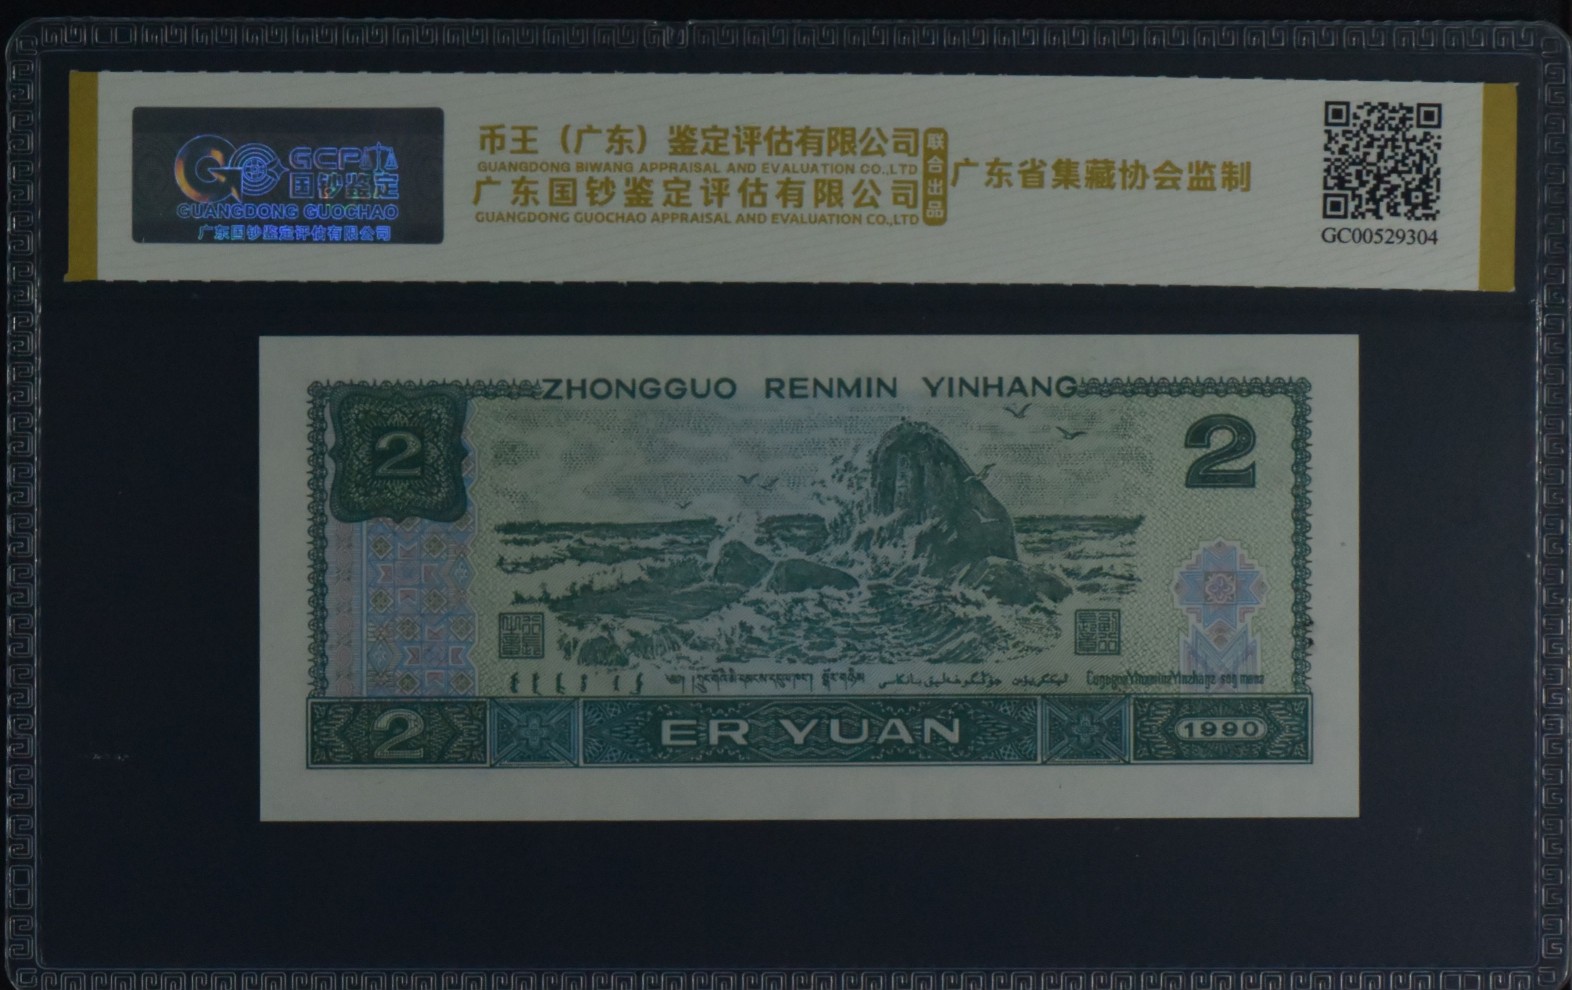 GCP
国钞鉴定
GUANGDONG GUOCHAO
广东国钞鉴定评估有限公司
币王（广东）鉴定评估有限公司
GUANGDONG BIWANG APPRAISAL AND EVALUATION CO.,LTD
广东国钞鉴定评估有限公司
GUANGDONG GUOCHAO APPRAISAL AND EVALUATION CO.,LTD
联合出品
广东省集藏协会监制
GC00529304
ZHONGGUO RENMIN YINHANG
2
2
2
ER YUAN
1990